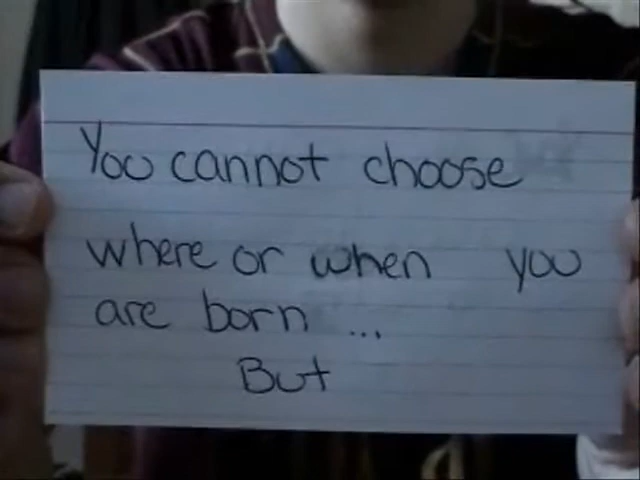 You cannot choose
where or when you
are born ...
But